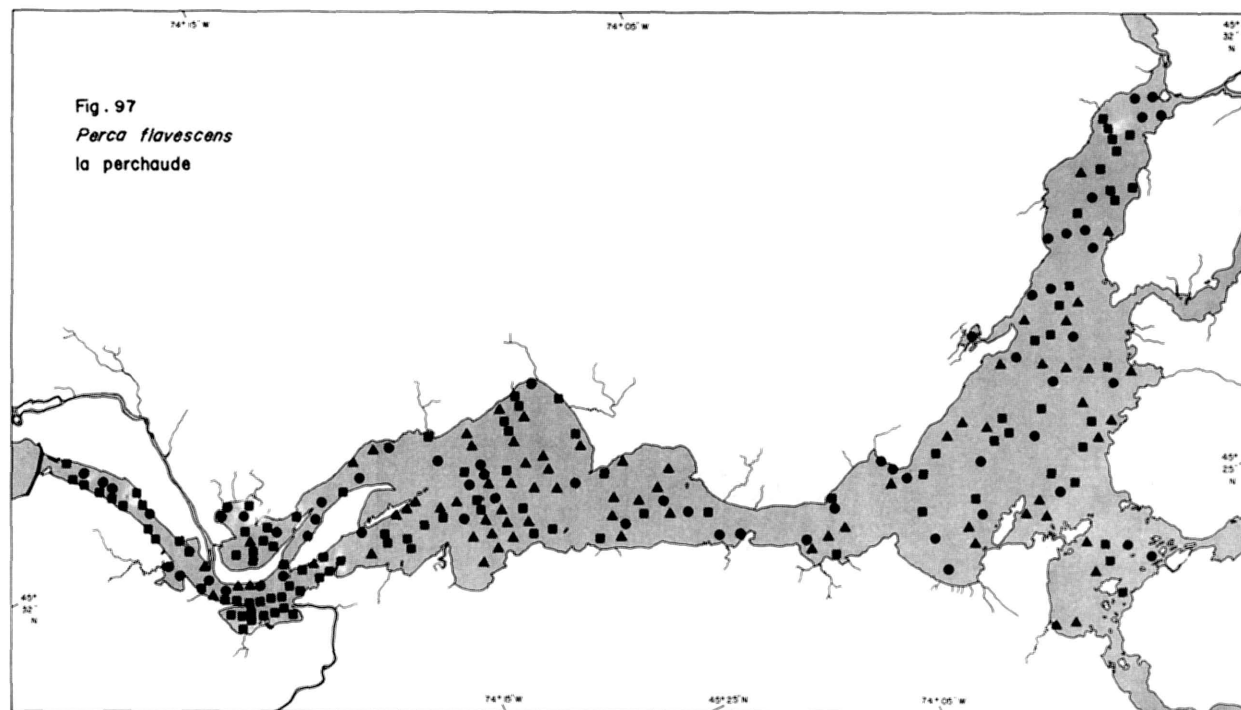 74° 15' W
74° 05' W
45°
32'
N
Fig. 97
Perca flavescens
la perchaude
45°
25'
N
45°
32'
N
74° 15' W
45° 25' N
74° 05' W